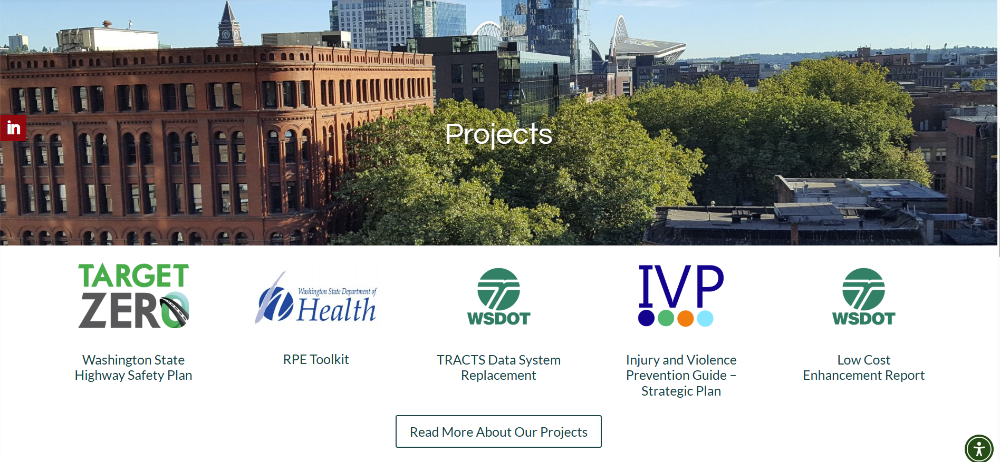 in
Projects
TARGET
ZERO
Washington State Department of
Health
WSDOT
IVP
WSDOT
Washington State
Highway Safety Plan
RPE Toolkit
TRACTS Data System
Replacement
Injury and Violence
Prevention Guide –
Strategic Plan
Low Cost
Enhancement Report
Read More About Our Projects